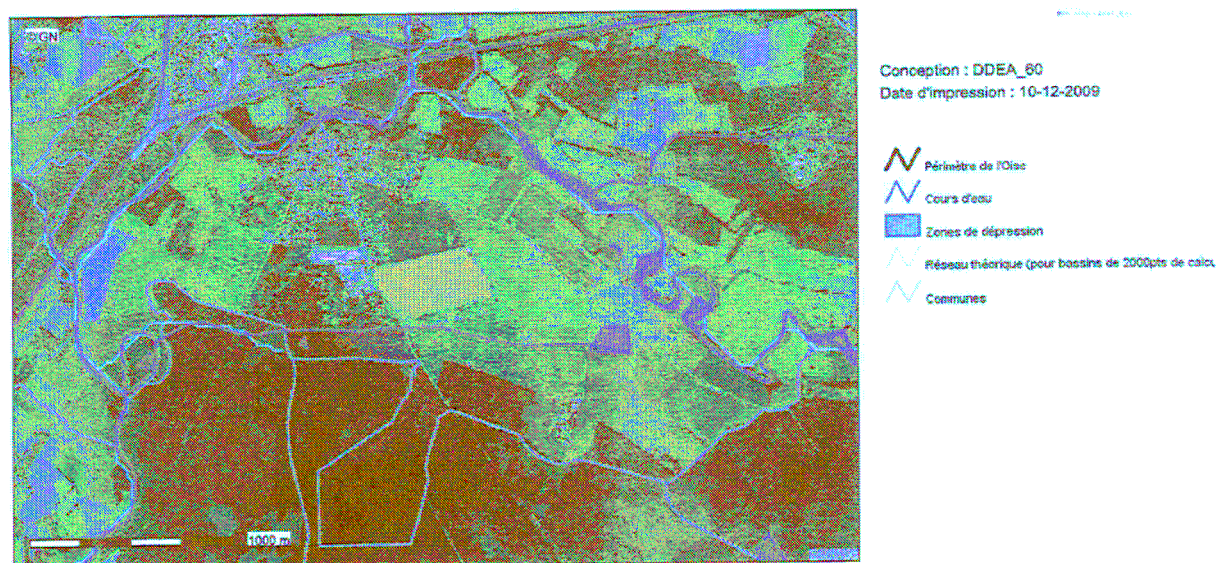 IGN
Conception : DDEA_60
Date d'impression : 10-12-2009
Périmètre de l'Oise
Cours d'eau
Zones de dépression
Réseau théorique (pour bassins de 2000pts de calcu
Communes
1000 m